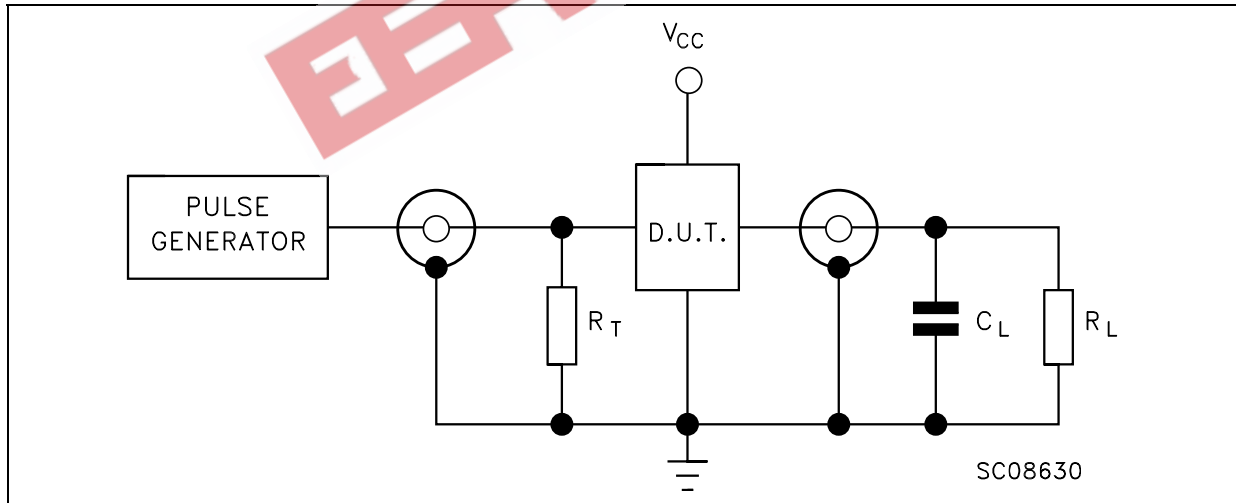 VCC
PULSE
GENERATOR
D.U.T.
RT
CL
RL
SC08630